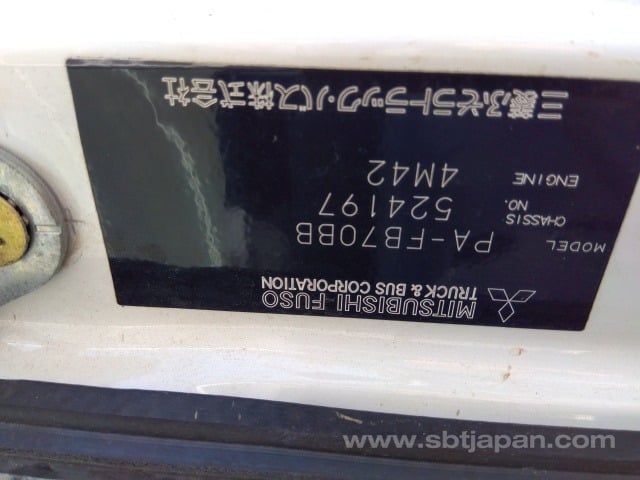 MITSUBISHI FUSO
TRUCK & BUS CORPORATION
MODEL PA-FB70BB
CHASSIS NO. 524197
ENGINE 4M42
三菱ふそうトラック・バス株式会社
www.sbtjapan.com